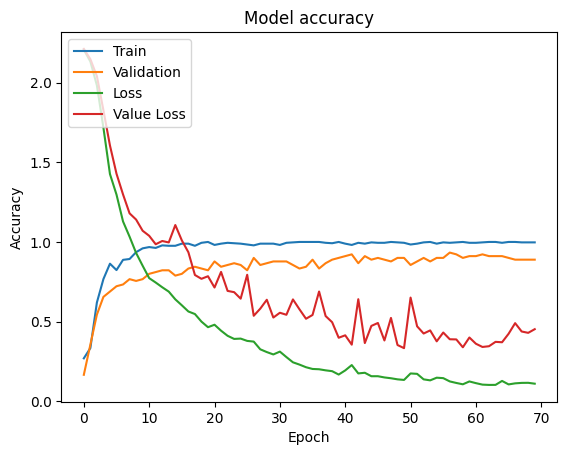 Model accuracy
Train
Validation
Loss
Value Loss
2.0
1.5
1.0
0.5
0.0
Accuracy
0 10 20 30 40 50 60 70
Epoch